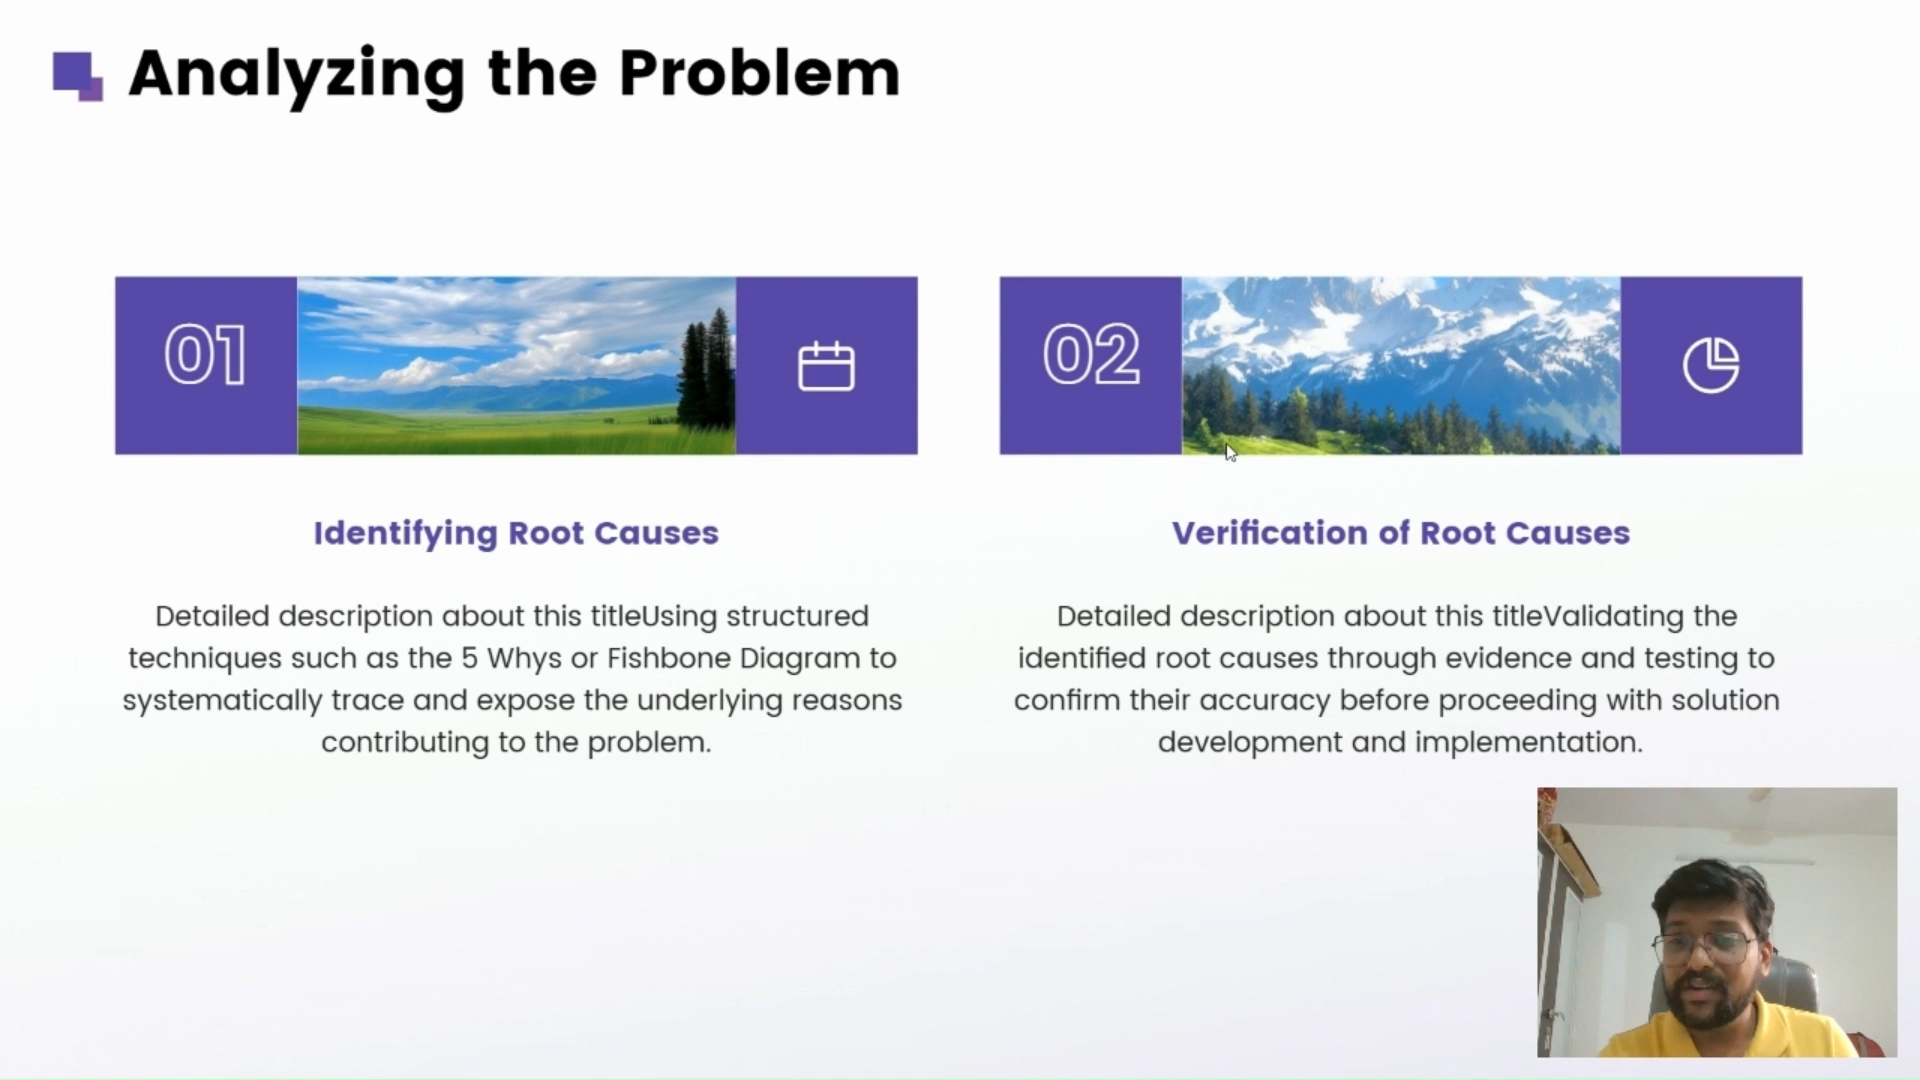 Analyzing the Problem
01
02
Identifying Root Causes
Detailed description about this titleUsing structured
techniques such as the 5 Whys or Fishbone Diagram to
systematically trace and expose the underlying reasons
contributing to the problem.
Verification of Root Causes
Detailed description about this titleValidating the
identified root causes through evidence and testing to
confirm their accuracy before proceeding with solution
development and implementation.